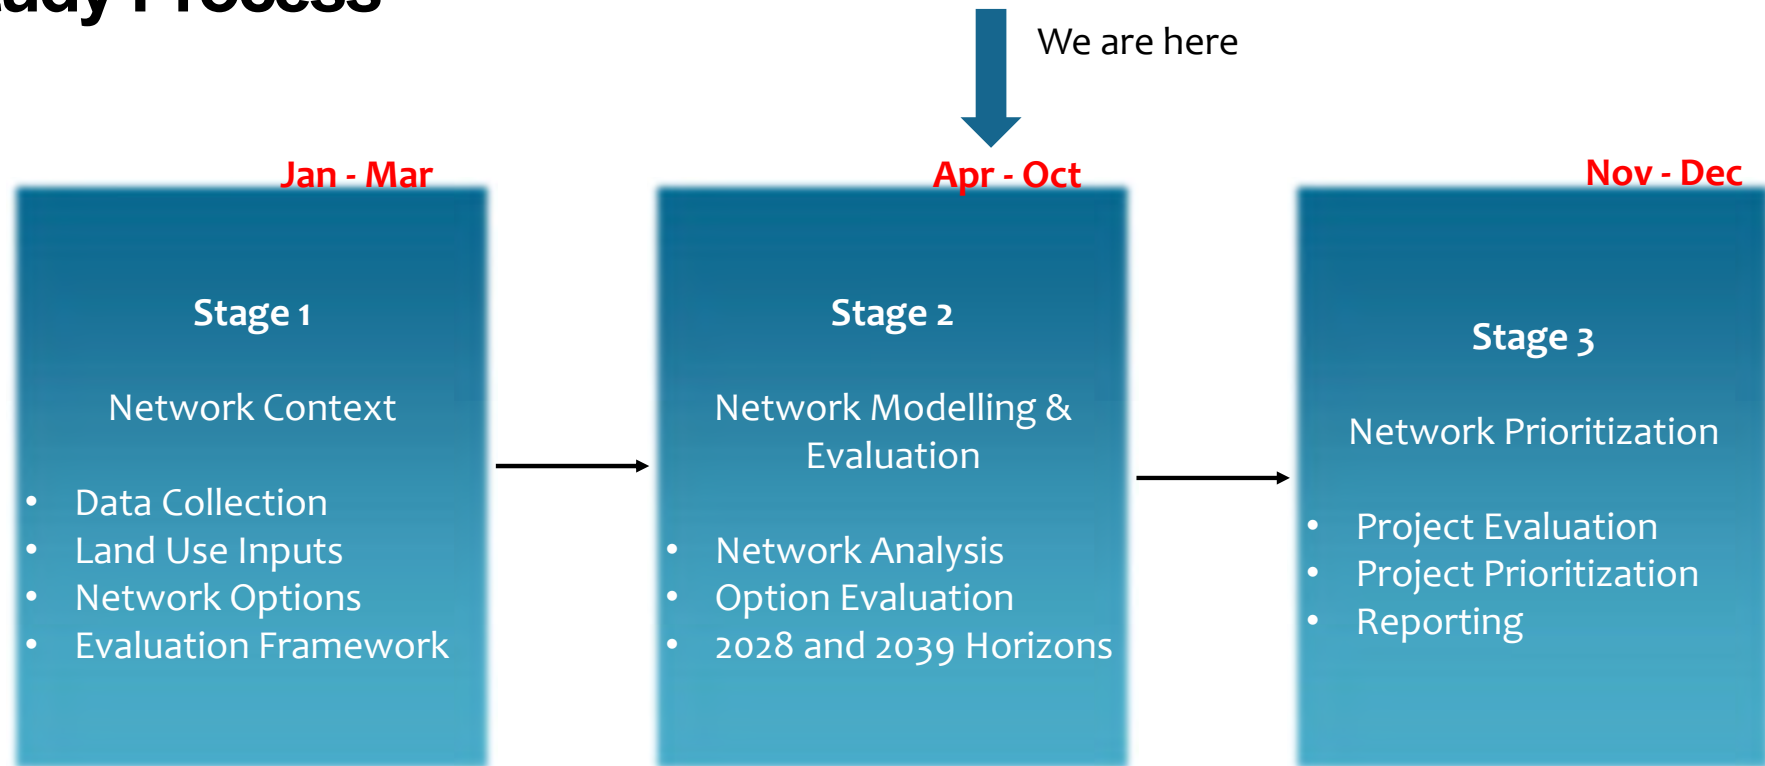 udy Process
We are here
Jan - Mar
Apr - Oct
Nov - Dec
Stage 1
Network Context
• Data Collection
• Land Use Inputs
• Network Options
• Evaluation Framework
Stage 2
Network Modelling &
Evaluation
• Network Analysis
• Option Evaluation
• 2028 and 2039 Horizons
Stage 3
Network Prioritization
• Project Evaluation
• Project Prioritization
• Reporting